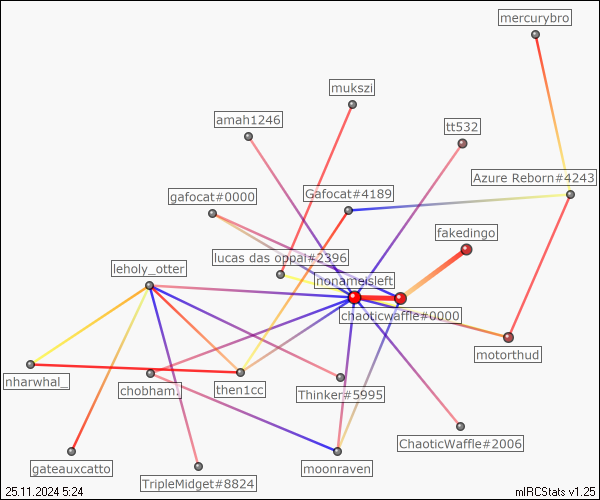 mercurybro
mukszi
amah1246
tt532
Azure Reborn#4243
gafocat#0000
Gafocat#4189
fakedingo
lucas das oppai#2396
leholy_otter
nonameisleft
chaoticwaffle#0000
motorthud
nharwhal_
chobham.
then1cc
Thinker#5995
ChaoticWaffle#2006
gateauxcatto
moonraven
TripleMidget#8824
25.11.2024 5:24
mIRCStats v1.25